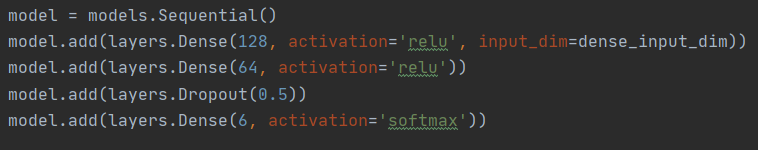 model = models.Sequential()
model.add(layers.Dense(128, activation='relu', input_dim=dense_input_dim))
model.add(layers.Dense(64, activation='relu'))
model.add(layers.Dropout(0.5))
model.add(layers.Dense(6, activation='softmax'))